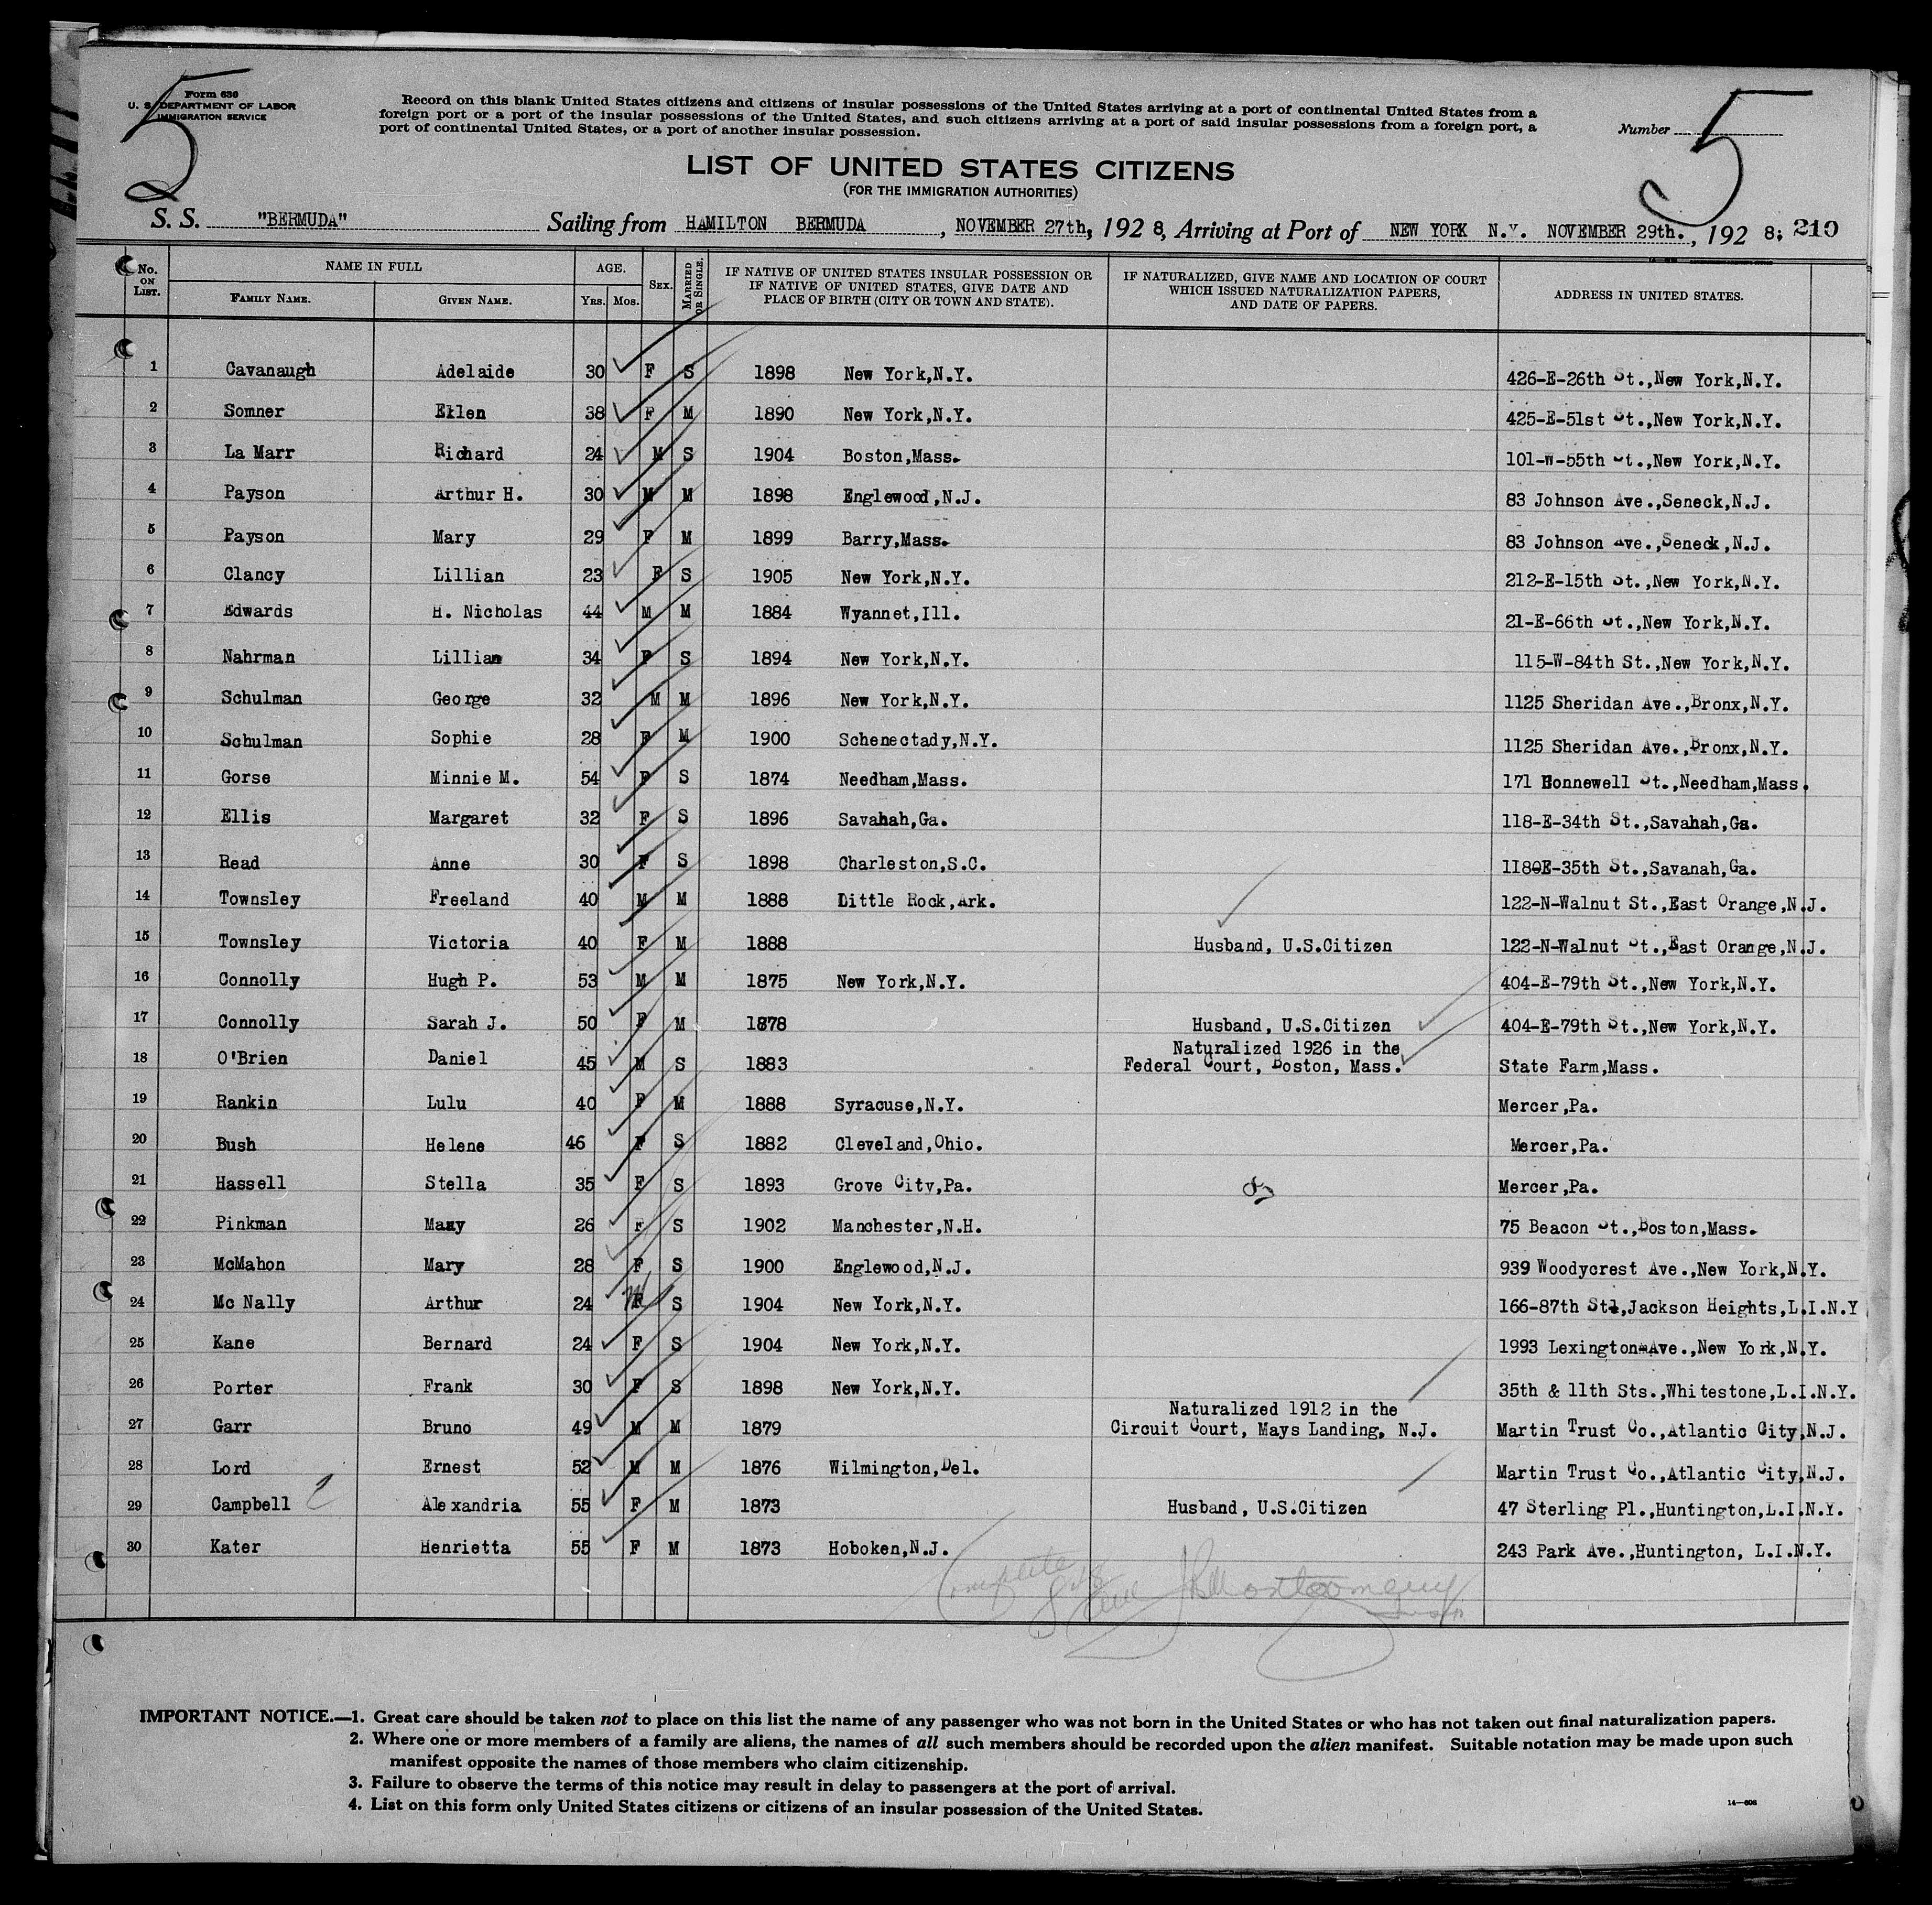 5
5
Form 630
U. S. DEPARTMENT OF LABOR
IMMIGRATION SERVICE
Record on this blank United States citizens and citizens of insular possessions of the United States arriving at a port of continental United States from a
foreign port or a port of the insular possessions of the United States, and such citizens arriving at a port of said insular possessions from a foreign port, a
port of continental United States, or a port of another insular possession.
Number
LIST OF UNITED STATES CITIZENS
(FOR THE IMMIGRATION AUTHORITIES)
S. S. "BERMUDA" Sailing from HAMILTON BERMUDA , NOVEMBER 27th, 192 8, Arriving at Port of NEW YORK N.Y. NOVEMBER 29th. , 192 8; 210
No. ON LIST. NAME IN FULL AGE. SEX. MARRIED OR SINGLE. IF NATIVE OF UNITED STATES INSULAR POSSESSION OR IF NATIVE OF UNITED STATES, GIVE DATE AND PLACE OF BIRTH (CITY OR TOWN AND STATE). IF NATURALIZED, GIVE NAME AND LOCATION OF COURT WHICH ISSUED NATURALIZATION PAPERS, AND DATE OF PAPERS. ADDRESS IN UNITED STATES.
FAMILY NAME. GIVEN NAME. YRS. MOS.
1 Cavanaugh Adelaide 30 F S 1898 New York,N.Y. 426-E-26th St.,New York,N.Y.
2 Somner Ellen 38 F M 1890 New York,N.Y. 425-E-51st St.,New York,N.Y.
3 La Marr Richard 24 M S 1904 Boston,Mass. 101-W-55th St.,New York,N.Y.
4 Payson Arthur H. 30 M M 1898 Englewood,N.J. 83 Johnson Ave.,Seneck,N.J.
5 Payson Mary 29 F M 1899 Barry,Mass. 83 Johnson Ave.,Seneck,N.J.
6 Clancy Lillian 23 F S 1905 New York,N.Y. 212-E-15th St.,New York,N.Y.
7 Edwards H. Nicholas 44 M M 1884 Wyannet,Ill. 21-E-66th St.,New York,N.Y.
8 Nahrman Lillian 34 F S 1894 New York,N.Y. 115-W-84th St.,New York,N.Y.
9 Schulman George 32 M M 1896 New York,N.Y. 1125 Sheridan Ave.,Bronx,N.Y.
10 Schulman Sophie 28 F M 1900 Schenectady,N.Y. 1125 Sheridan Ave.,Bronx,N.Y.
11 Gorse Minnie M. 54 F S 1874 Needham,Mass. 171 Honnewell St.,Needham,Mass.
12 Ellis Margaret 32 F S 1896 Savahah,Ga. 118-E-34th St.,Savahah,Ga.
13 Read Anne 30 F S 1898 Charleston,S.C. 1180E-35th St.,Savanah,Ga.
14 Townsley Freeland 40 M M 1888 Little Rock,Ark. 122-N-Walnut St.,East Orange,N.J.
15 Townsley Victoria 40 F M 1888 Husband, U.S.Citizen 122-N-Walnut St.,East Orange,N.J.
16 Connolly Hugh P. 53 M M 1875 New York,N.Y. 404-E-79th St.,New York,N.Y.
17 Connolly Sarah J. 50 F M 1878 Husband, U.S.Citizen 404-E-79th St.,New York,N.Y.
Naturalized 1926 in the
18 O'Brien Daniel 45 M S 1883 Federal Court, Boston, Mass. State Farm,Mass.
19 Rankin Lulu 40 F M 1888 Syracuse,N.Y. Mercer,Pa.
20 Bush Helene 46 F S 1882 Cleveland,Ohio. Mercer,Pa.
21 Hassell Stella 35 F S 1893 Grove City,Pa. Mercer,Pa.
22 Pinkman Mary 26 F S 1902 Manchester,N.H. 75 Beacon St.,Boston,Mass.
23 McMahon Mary 28 F S 1900 Englewood,N.J. 939 Woodycrest Ave.,New York,N.Y.
24 Mc Nally Arthur 24 M S 1904 New York,N.Y. 166-87th St.,Jackson Heights,L.I.N.Y
25 Kane Bernard 24 F S 1904 New York,N.Y. 1993 Lexington Ave.,New York,N.Y.
26 Porter Frank 30 F S 1898 New York,N.Y. 35th & 11th Sts.,Whitestone,L.I.N.Y.
Naturalized 1912 in the
27 Garr Bruno 49 M M 1879 Circuit Court, Mays Landing, N.J. Martin Trust Co.,Atlantic City,N.J.
28 Lord Ernest 52 M M 1876 Wilmington,Del. Martin Trust Co.,Atlantic City,N.J.
29 Campbell Alexandria 55 F M 1873 Husband, U.S.Citizen 47 Sterling Pl.,Huntington,L.I.N.Y.
30 Kater Henrietta 55 F M 1873 Hoboken,N.J. 243 Park Ave.,Huntington, L.I.N.Y.
Complete Montgomery
IMPORTANT NOTICE.—1. Great care should be taken not to place on this list the name of any passenger who was not born in the United States or who has not taken out final naturalization papers.
2. Where one or more members of a family are aliens, the names of all such members should be recorded upon the alien manifest. Suitable notation may be made upon such
manifest opposite the names of those members who claim citizenship.
3. Failure to observe the terms of this notice may result in delay to passengers at the port of arrival.
4. List on this form only United States citizens or citizens of an insular possession of the United States.
14—808